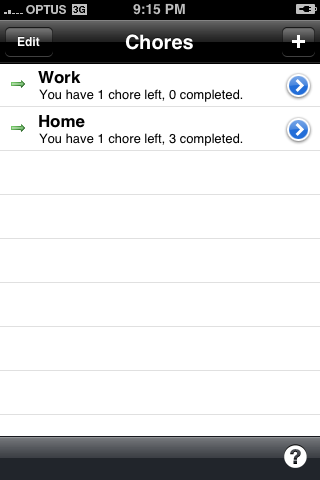 OPTUS 3G 9:15 PM
Edit Chores +
Work
You have 1 chore left, 0 completed.
Home
You have 1 chore left, 3 completed.
?